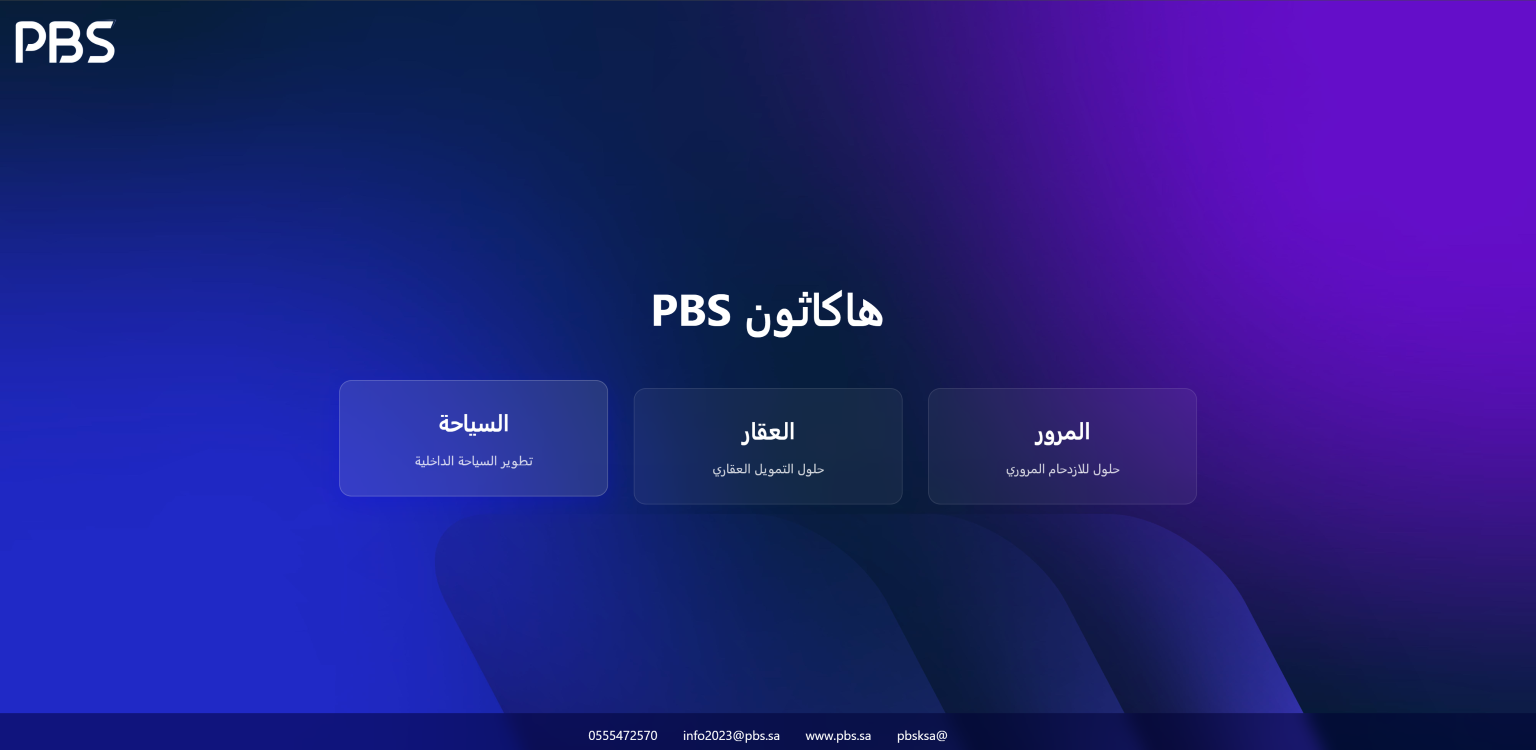 PBS
هاكاثون PBS
المرور
حلول للازدحام المروري
العقار
حلول التمويل العقاري
السياحة
تطوير السياحة الداخلية
pbsksa@
www.pbs.sa
info2023@pbs.sa
0555472570